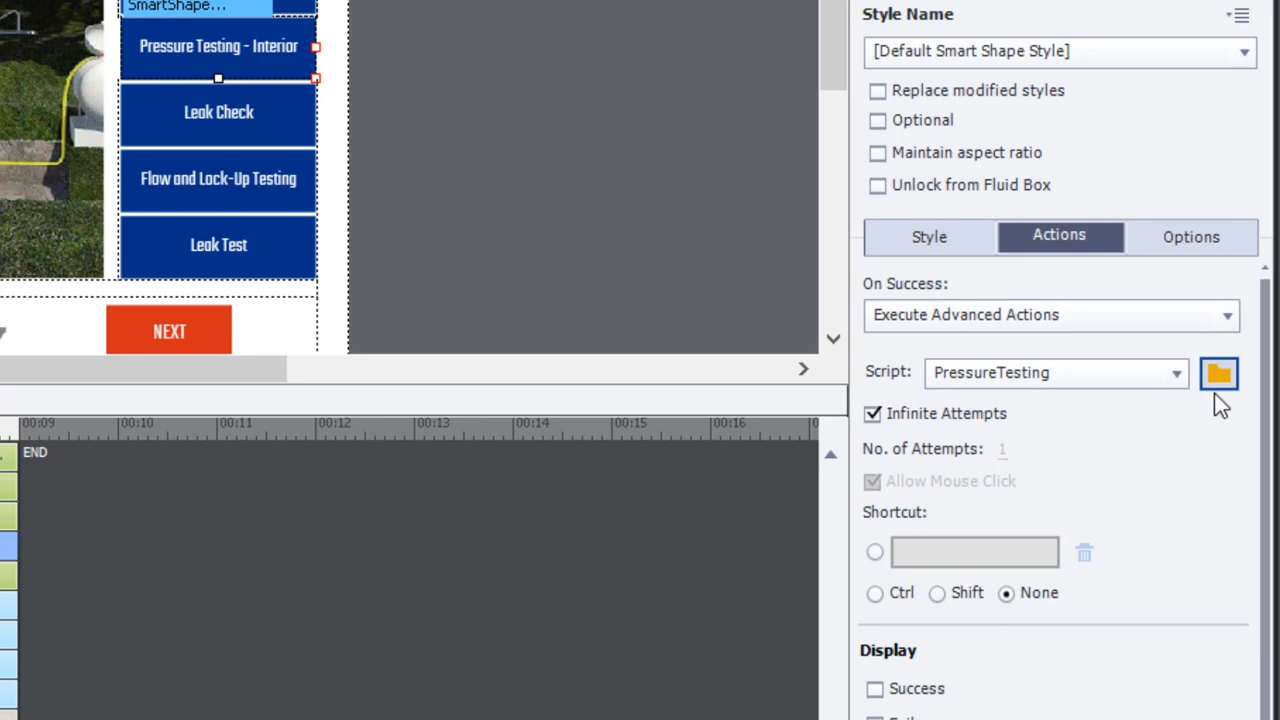 SmartShape...
Pressure Testing - Interior
Leak Check
Flow and Lock-Up Testing
Leak Test
NEXT
00:09
00:10
00:11
00:12
00:13
00:14
00:15
00:16
END
Style Name
[Default Smart Shape Style]
Replace modified styles
Optional
Maintain aspect ratio
Unlock from Fluid Box
Style
Actions
Options
On Success:
Execute Advanced Actions
Script: PressureTesting
Infinite Attempts
No. of Attempts: 1
Allow Mouse Click
Shortcut:
Ctrl Shift None
Display
Success